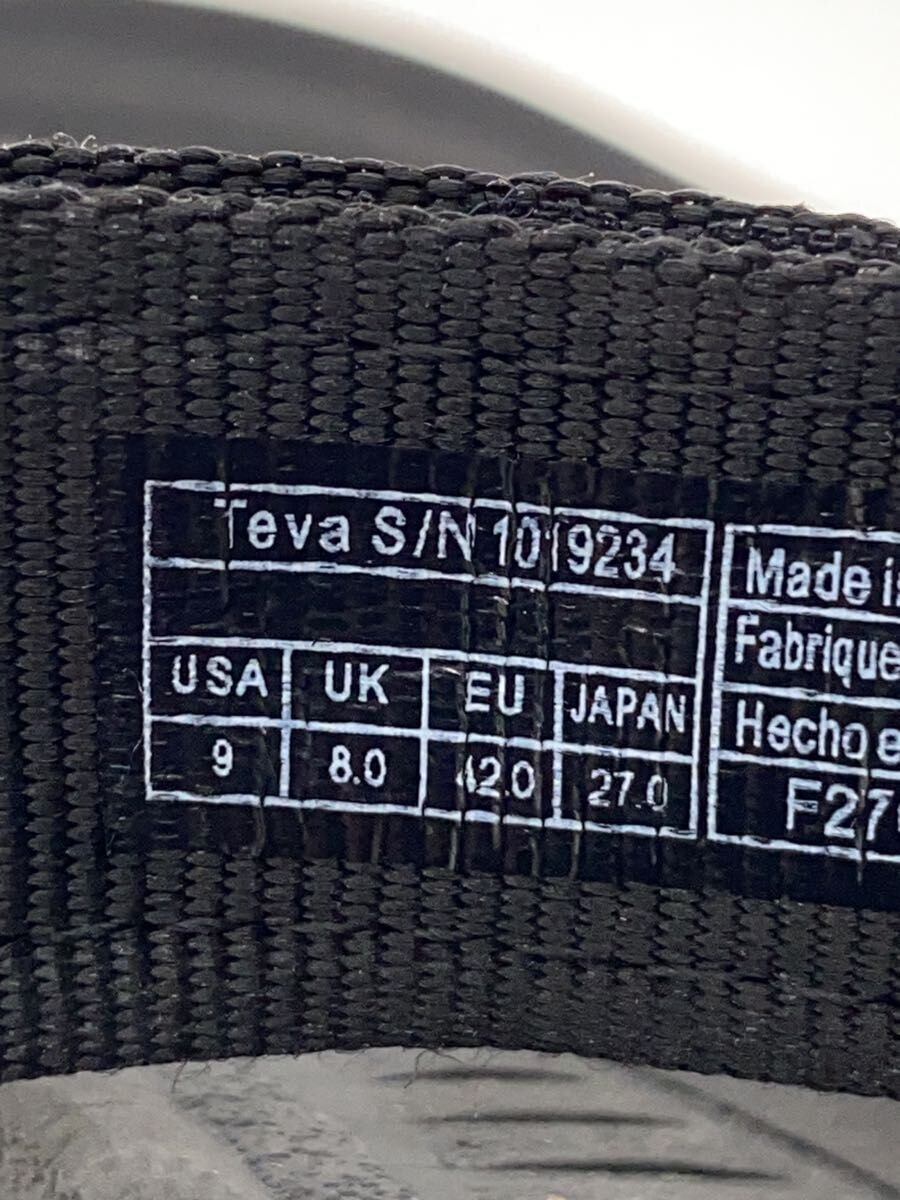 Teva S/N 1019234
USA UK EU JAPAN
9 8.0 42.0 27.0
Made
Fabrique
Hecho
F27